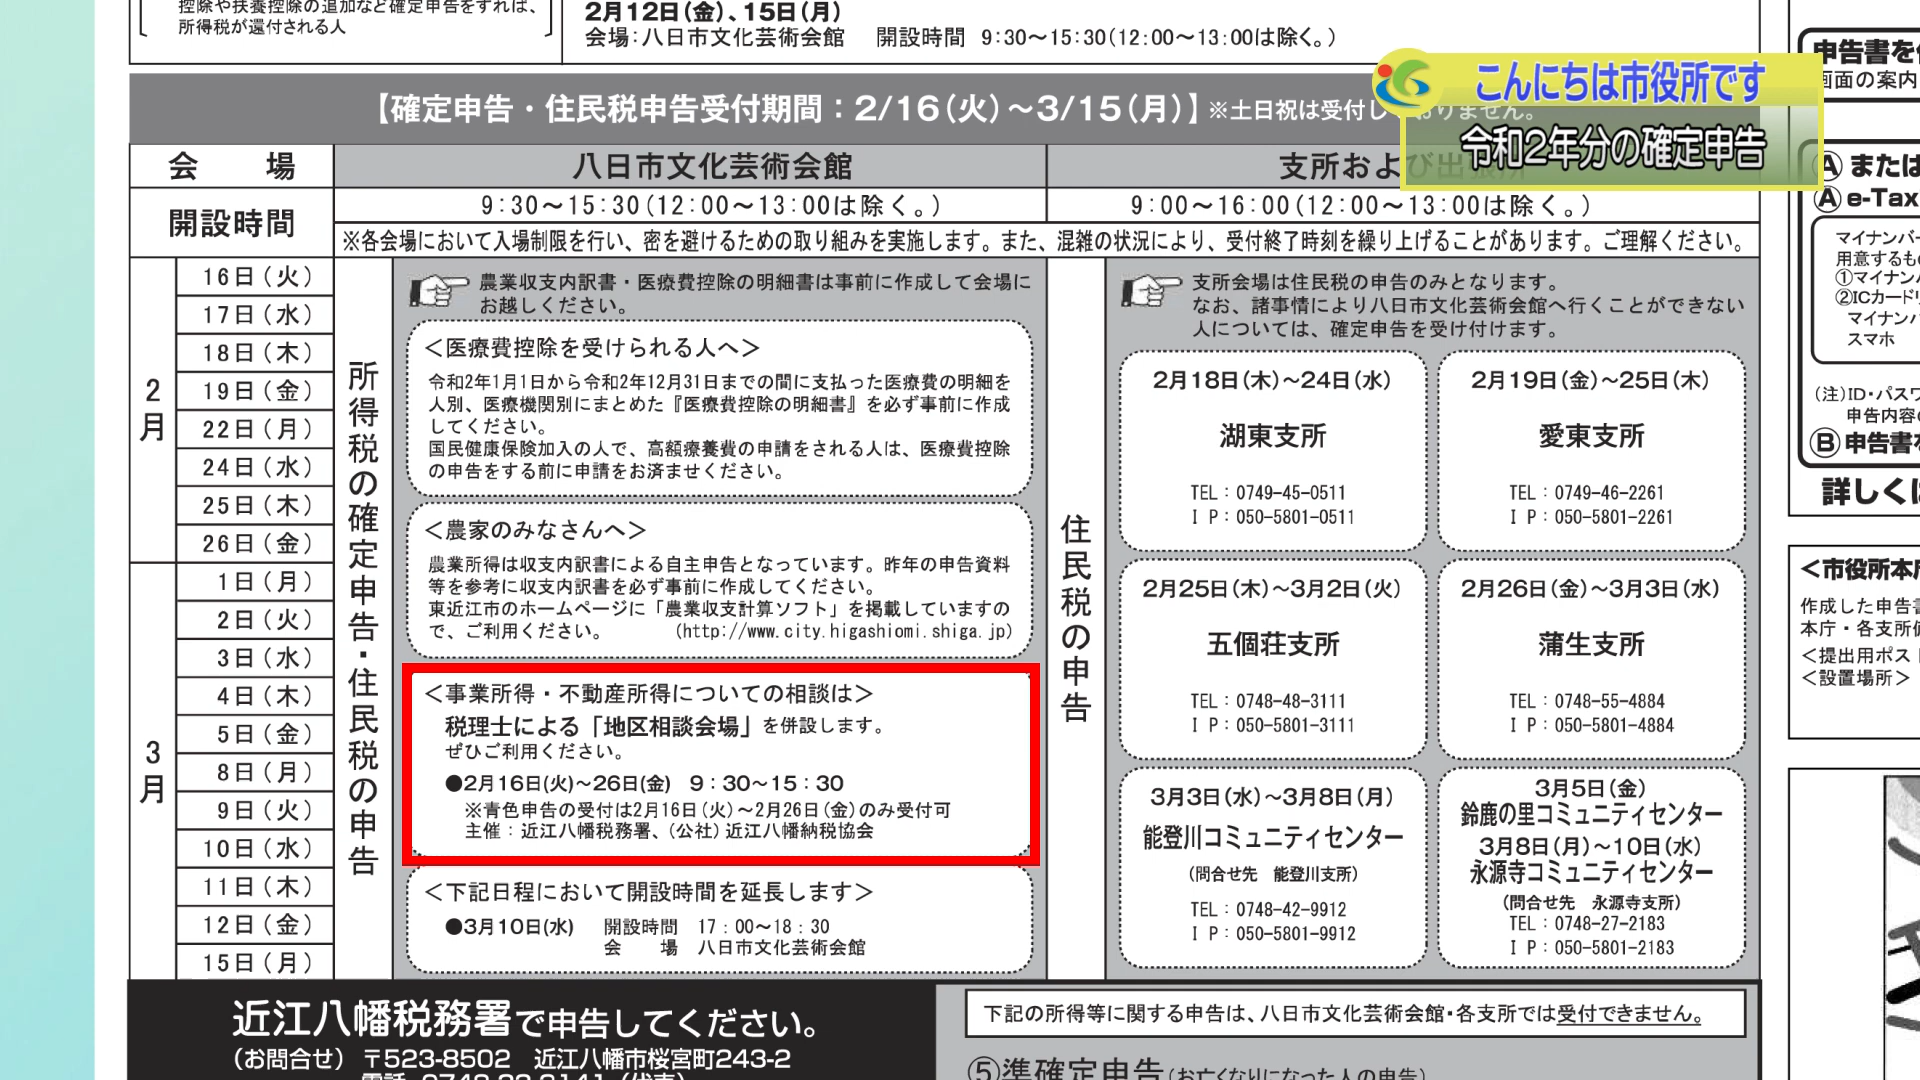 控除や扶養控除の追加など確定申告をすれば、
所得税が還付される人
2月12日(金)、15日(月)
会場:八日市文化芸術会館 開設時間 9:30〜15:30(12:00〜13:00は除く。)
【確定申告・住民税申告受付期間:2/16(火)〜3/15(月)】※土日祝は受付しておりません。
こんにちは市役所です
令和2年分の確定申告
会場 八日市文化芸術会館 支所および出張所
開設時間
9:30〜15:30(12:00〜13:00は除く。) 9:00〜16:00(12:00〜13:00は除く。)
※各会場において入場制限を行い、密を避けるための取り組みを実施します。また、混雑の状況により、受付終了時刻を繰り上げることがあります。ご理解ください。
2月
16日(火)
17日(水)
18日(木)
19日(金)
22日(月)
24日(水)
25日(木)
26日(金)
3月
1日(月)
2日(火)
3日(水)
4日(木)
5日(金)
8日(月)
9日(火)
10日(水)
11日(木)
12日(金)
15日(月)
所得税の確定申告・住民税の申告
農業収支内訳書・医療費控除の明細書は事前に作成して会場に
お越しください。
<医療費控除を受けられる人へ>
令和2年1月1日から令和2年12月31日までの間に支払った医療費の明細を
人別、医療機関別にまとめた『医療費控除の明細書』を必ず事前に作成
してください。
国民健康保険加入の人で、高額療養費の申請をされる人は、医療費控除
の申告をする前に申請をお済ませください。
<農家のみなさんへ>
農業所得は収支内訳書による自主申告となっています。昨年の申告資料
等を参考に収支内訳書を必ず事前に作成してください。
東近江市のホームページに「農業収支計算ソフト」を掲載していますの
で、ご利用ください。 (http://www.city.higashiomi.shiga.jp)
<事業所得・不動産所得についての相談は>
税理士による「地区相談会場」を併設します。
ぜひご利用ください。
●2月16日(火)〜26日(金) 9:30〜15:30
※青色申告の受付は2月16日(火)〜2月26日(金)のみ受付可
主催:近江八幡税務署、(公社)近江八幡納税協会
<下記日程において開設時間を延長します>
●3月10日(水) 開設時間 17:00〜18:30
会場 八日市文化芸術会館
住民税の申告
支所会場は住民税の申告のみとなります。
なお、諸事情により八日市文化芸術会館へ行くことができない
人については、確定申告を受け付けます。
2月18日(木)〜24日(水)
湖東支所
TEL:0749-45-0511
IP:050-5801-0511
2月19日(金)〜25日(木)
愛東支所
TEL:0749-46-2261
IP:050-5801-2261
2月25日(木)〜3月2日(火)
五個荘支所
TEL:0748-48-3111
IP:050-5801-3111
2月26日(金)〜3月3日(水)
蒲生支所
TEL:0748-55-4884
IP:050-5801-4884
3月3日(水)〜3月8日(月)
能登川コミュニティセンター
(問合せ先 能登川支所)
TEL:0748-42-9912
IP:050-5801-9912
3月5日(金)
鈴鹿の里コミュニティセンター
3月8日(月)〜10日(水)
永源寺コミュニティセンター
(問合せ先 永源寺支所)
TEL:0748-27-2183
IP:050-5801-2183
近江八幡税務署で申告してください。
(お問合せ)〒523-8502 近江八幡市桜宮町243-2
下記の所得等に関する申告は、八日市文化芸術会館・各支所では受付できません。
⑤準確定申告(お亡くなりになった人の申告)
申告書を
画面の案内
Ⓐまたは
Ⓐe-Tax
マイナンバー
用意するもの
①マイナンバ
②ICカードリ
マイナンバ
スマホ
(注)ID・パスワ
申告内容の
Ⓑ申告書を
詳しくは
<市役所本庁
作成した申告書
本庁・各支所
<提出用ポスト
<設置場所>